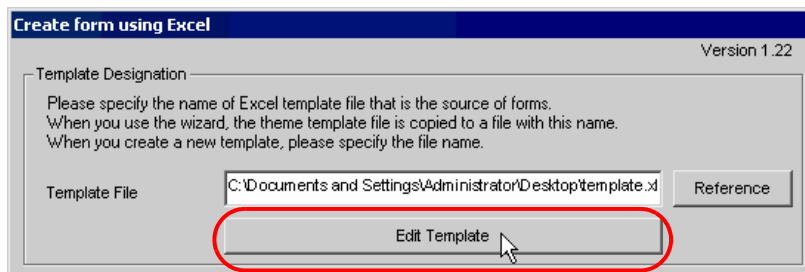 Create form using Excel
Version 1.22
Template Designation
Please specify the name of Excel template file that is the source of forms.
When you use the wizard, the theme template file is copied to a file with this name.
When you create a new template, please specify the file name.
Template File
C:\Documents and Settings\Administrator\Desktop\template.xl
Reference
Edit Template